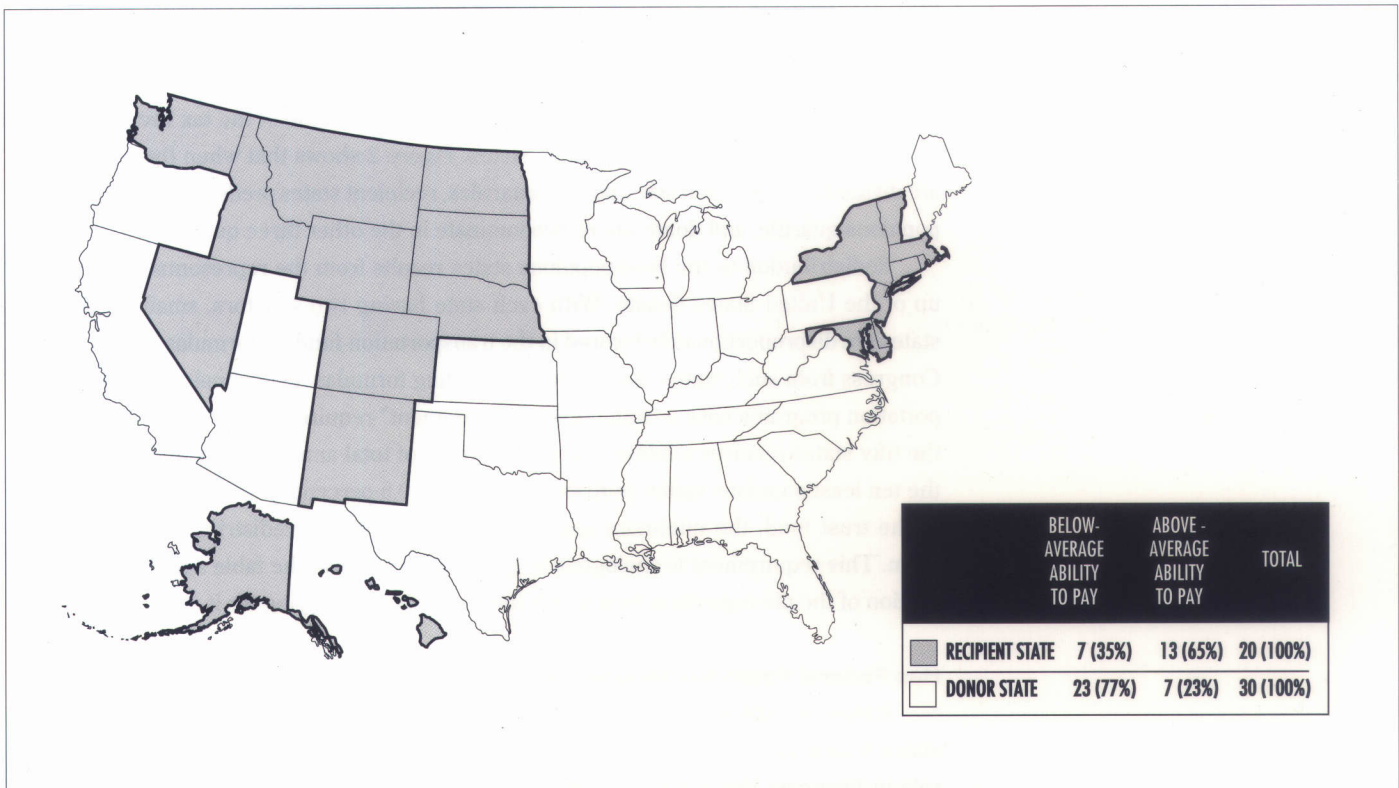 BELOW-
AVERAGE
ABILITY
TO PAY
ABOVE -
AVERAGE
ABILITY
TO PAY
TOTAL
RECIPIENT STATE 7 (35%) 13 (65%) 20 (100%)
DONOR STATE 23 (77%) 7 (23%) 30 (100%)